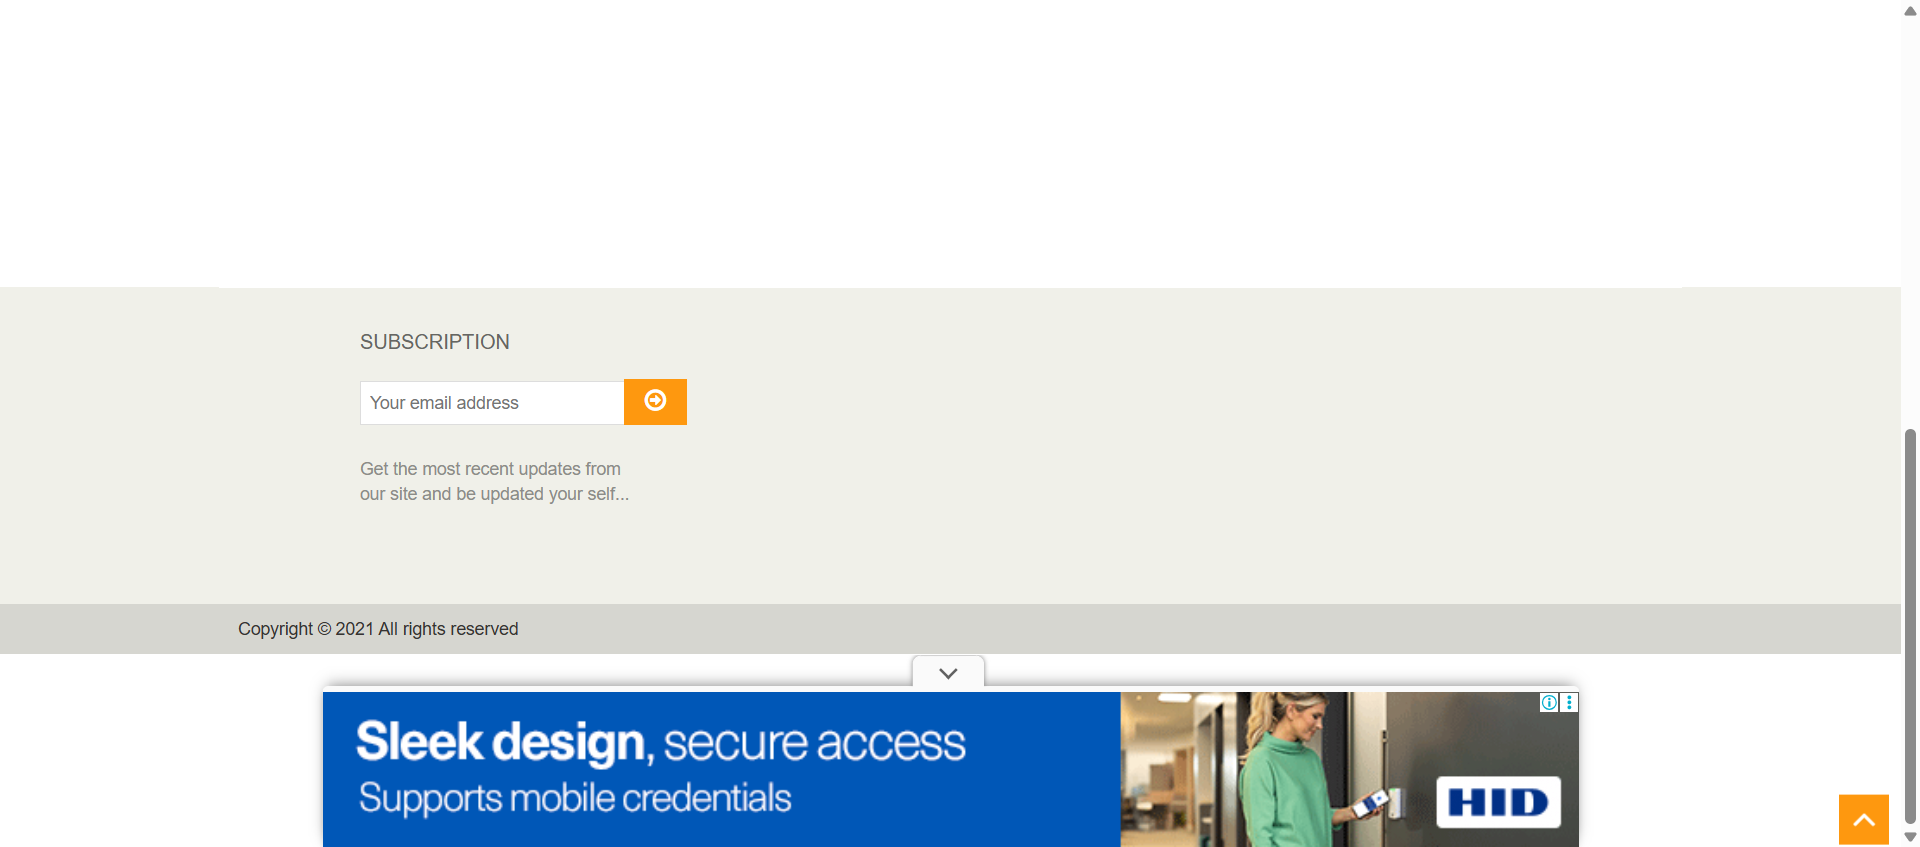 SUBSCRIPTION
Your email address
Get the most recent updates from
our site and be updated your self...
Copyright © 2021 All rights reserved
Sleek design, secure access
Supports mobile credentials
HID